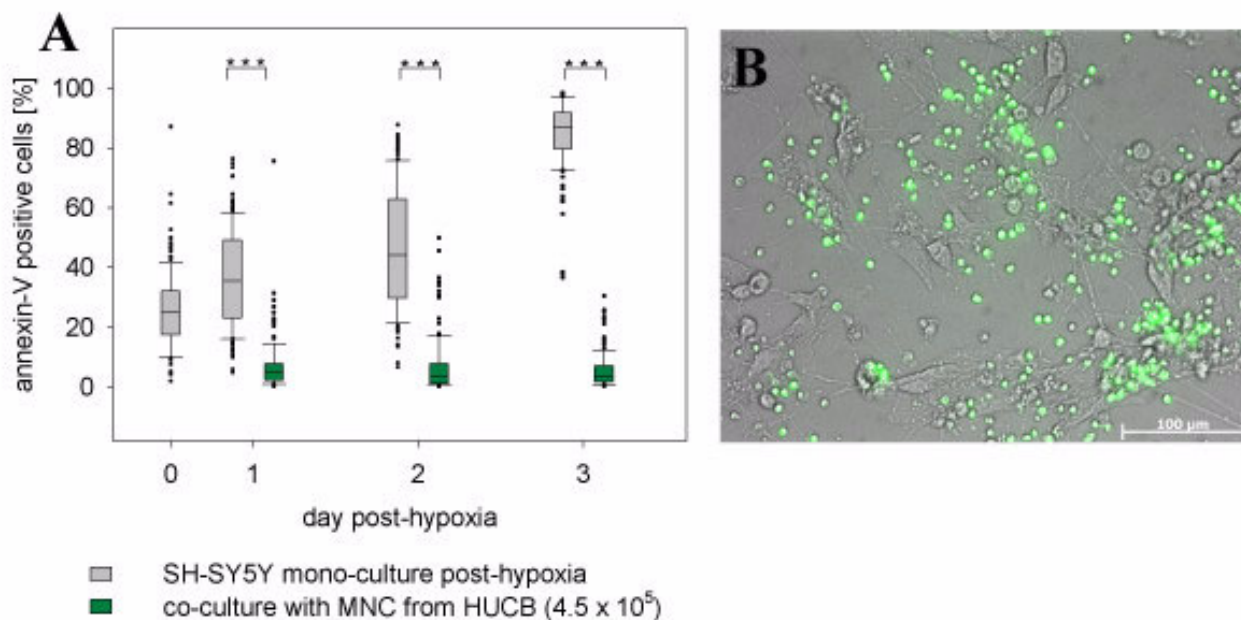 A
* * *
* * *
* * *
100
80
60
40
20
0
annexin-V positive cells [%]
0 1 2 3
day post-hypoxia
SH-SY5Y mono-culture post-hypoxia
co-culture with MNC from HUCB (4.5 x 10⁵)
B
100 µm